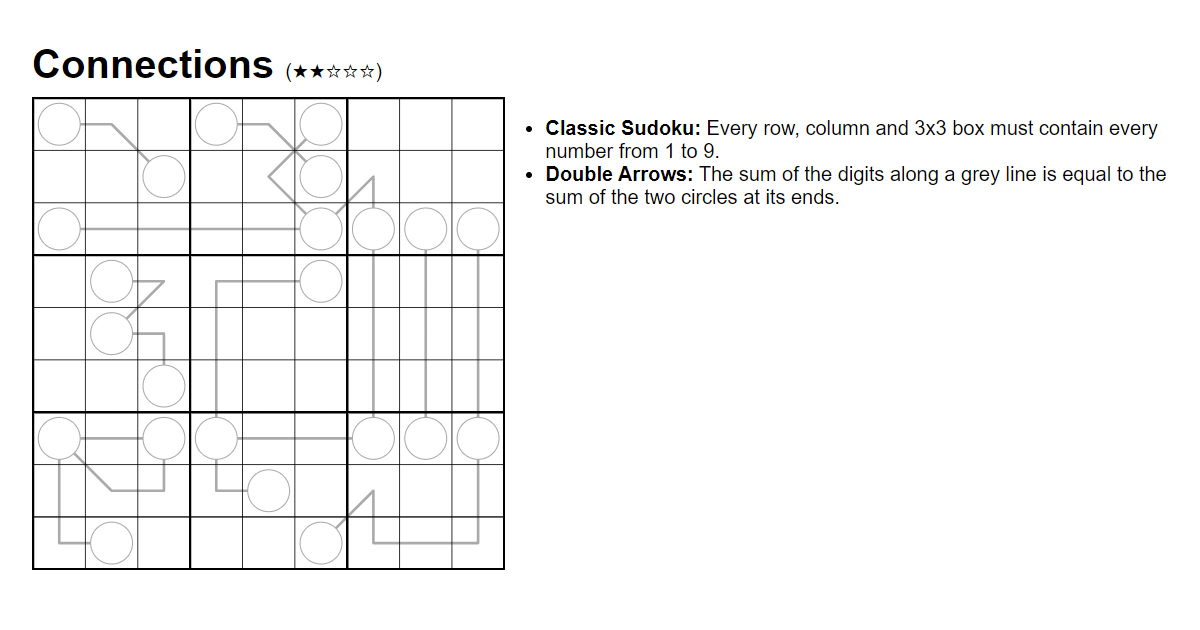 Connections (★★☆☆☆)
• Classic Sudoku: Every row, column and 3x3 box must contain every
number from 1 to 9.
• Double Arrows: The sum of the digits along a grey line is equal to the
sum of the two circles at its ends.